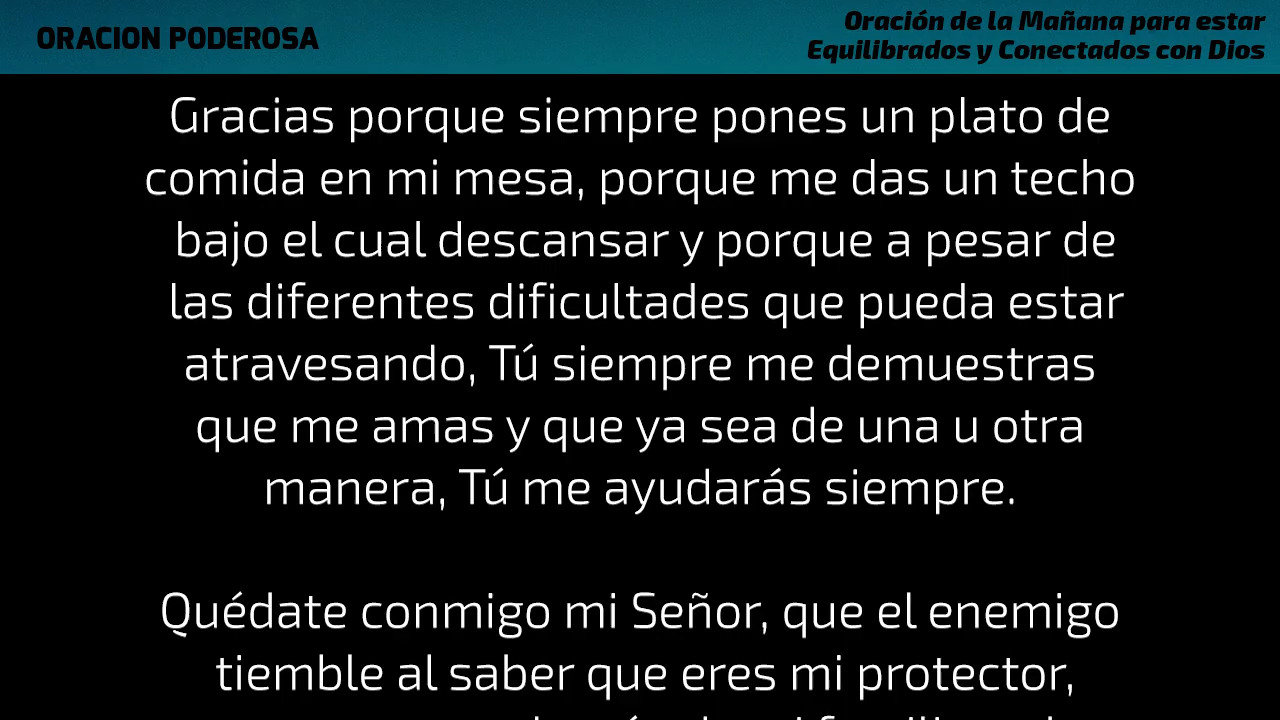 ORACION PODEROSA
Oración de la Mañana para estar
Equilibrados y Conectados con Dios
Gracias porque siempre pones un plato de
comida en mi mesa, porque me das un techo
bajo el cual descansar y porque a pesar de
las diferentes dificultades que pueda estar
atravesando, Tú siempre me demuestras
que me amas y que ya sea de una u otra
manera, Tú me ayudarás siempre.
Quédate conmigo mi Señor, que el enemigo
tiemble al saber que eres mi protector,